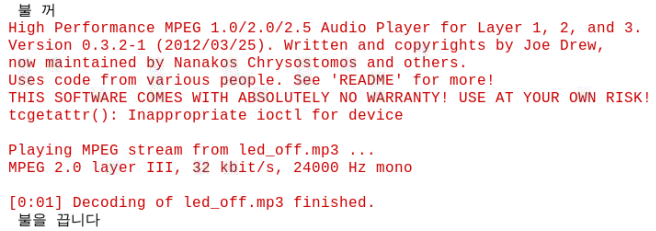 불 꺼
High Performance MPEG 1.0/2.0/2.5 Audio Player for Layer 1, 2, and 3.
Version 0.3.2-1 (2012/03/25). Written and copyrights by Joe Drew,
now maintained by Nanakos Chrysostomos and others.
Uses code from various people. See 'README' for more!
THIS SOFTWARE COMES WITH ABSOLUTELY NO WARRANTY! USE AT YOUR OWN RISK!
tcgetattr(): Inappropriate ioctl for device
Playing MPEG stream from led_off.mp3 ...
MPEG 2.0 layer III, 32 kbit/s, 24000 Hz mono
[0:01] Decoding of led_off.mp3 finished.
불을 끕니다